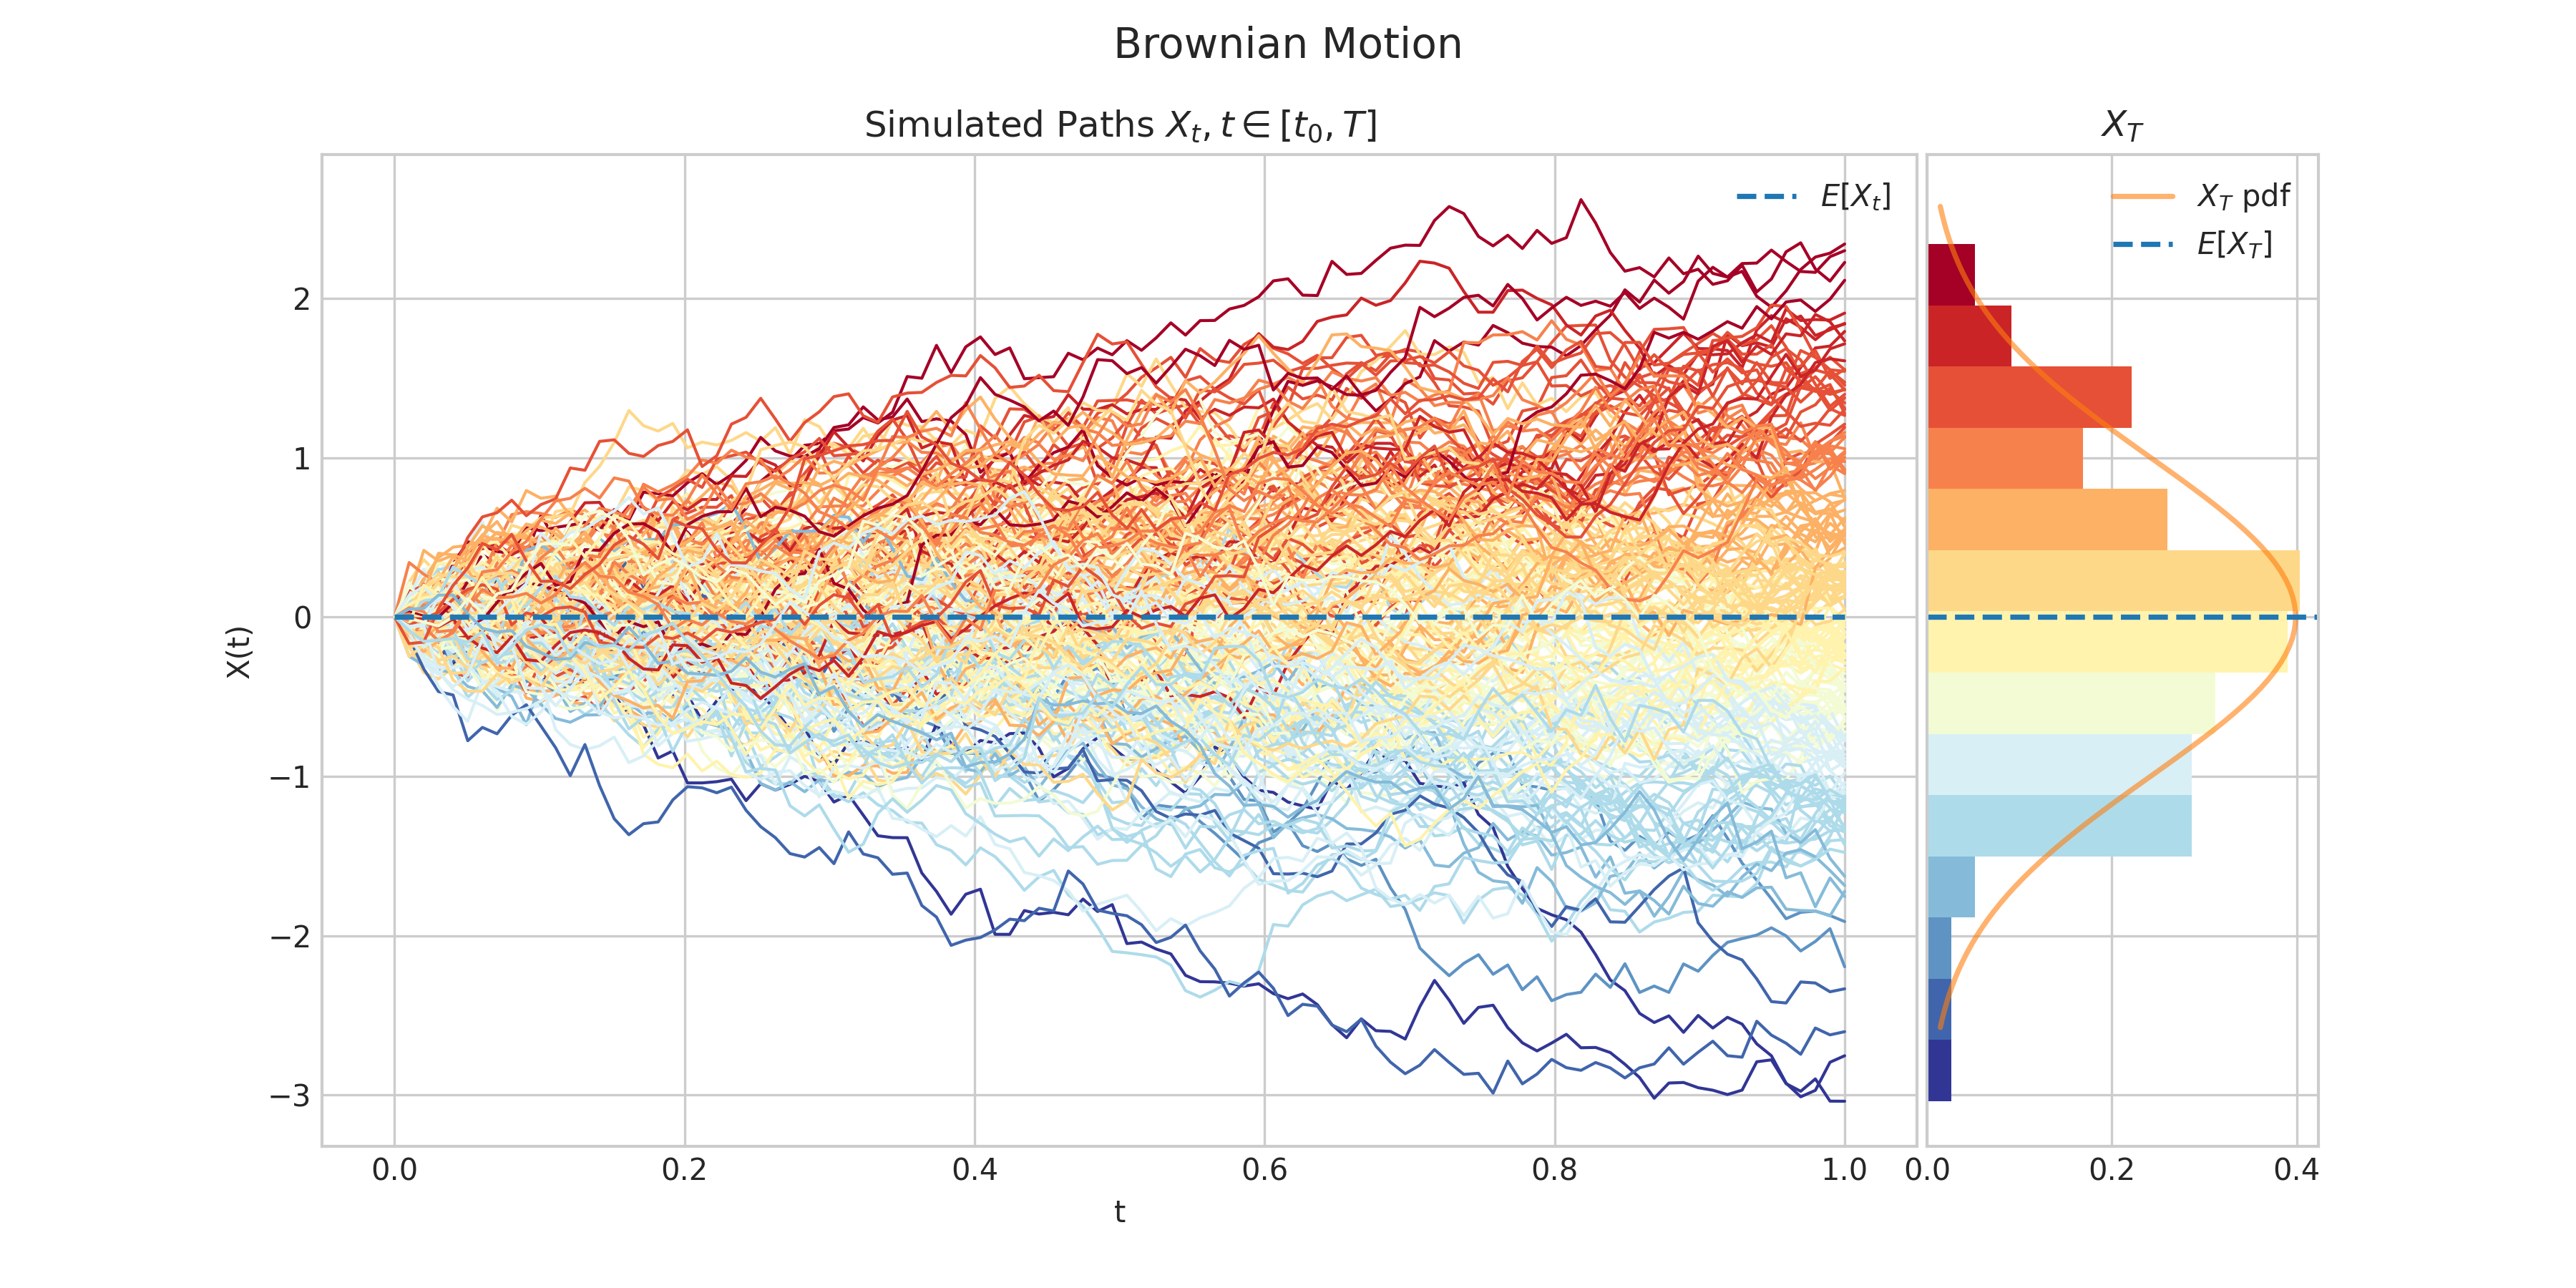 Brownian Motion
Simulated Paths X_t, t ∈ [t_0, T]
X_T
E[X_t]
X_T pdf
E[X_T]
2
1
0
−1
−2
−3
X(t)
0.0 0.2 0.4 0.6 0.8 1.0
0.0 0.2 0.4
t